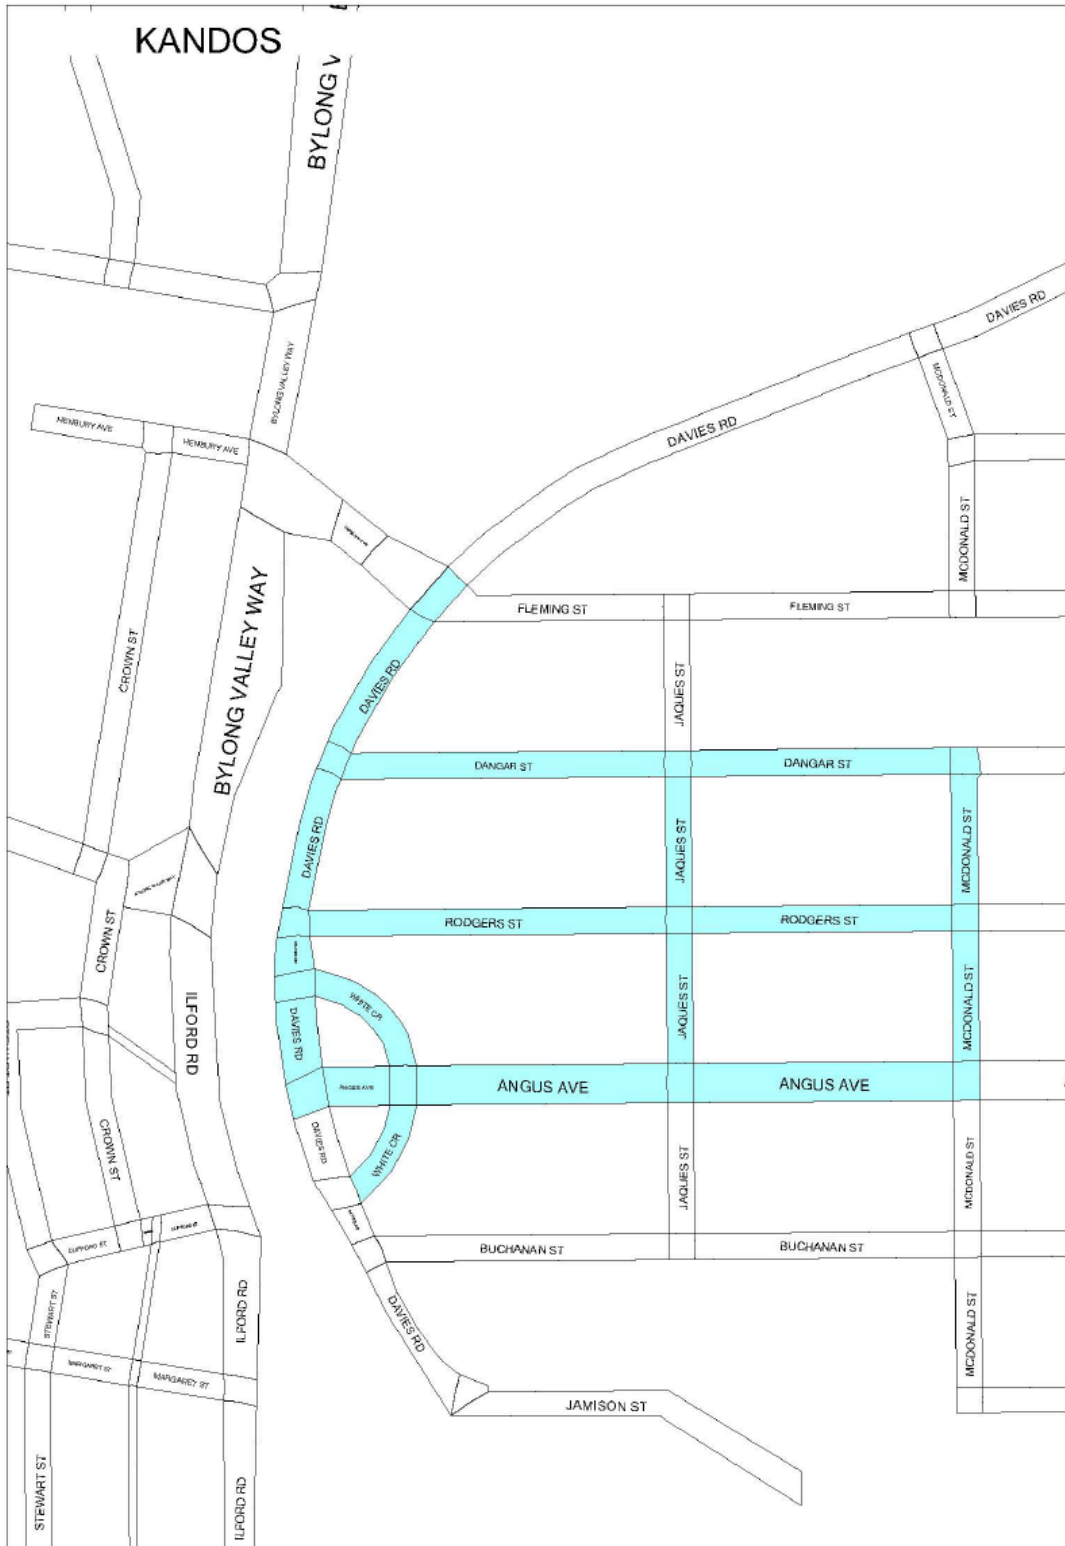 KANDOS
BYLONG V
DAVIES RD
BYLONG VALLEY WAY
MCDONALD ST
HENBURY AVE
HENBURY AVE
DAVIES RD
MCDONALD ST
FLEMING ST
FLEMING ST
BYLONG VALLEY WAY
CROWN ST
DAVIES RD
JAQUES ST
DANGAR ST
DANGAR ST
DAVIES RD
JAQUES ST
MCDONALD ST
RODGERS ST
RODGERS ST
CROWN ST
WHITE CR
JAQUES ST
MCDONALD ST
ILFORD RD
DAVIES RD
ANGUS AVE
ANGUS AVE
ANGUS AVE
CROWN ST
DAVIES RD
WHITE CR
JAQUES ST
MCDONALD ST
BUCHANAN ST
BUCHANAN ST
STEWART ST
ILFORD RD
DAVIES RD
MCDONALD ST
MARGARET ST
MARGARET ST
JAMISON ST
STEWART ST
ILFORD RD